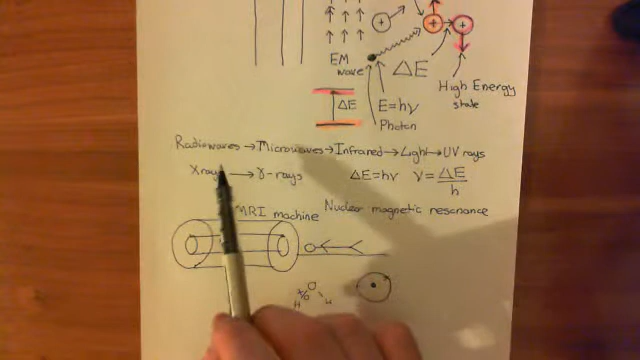 EM
wave
ΔE
High Energy
state
ΔE
E=hν
Photon
Radiowaves → Microwaves → Infrared → Light → UV rays
Xrays → γ-rays
ΔE=hν ν=ΔE/h
MRI machine
Nuclear magnetic resonance
H